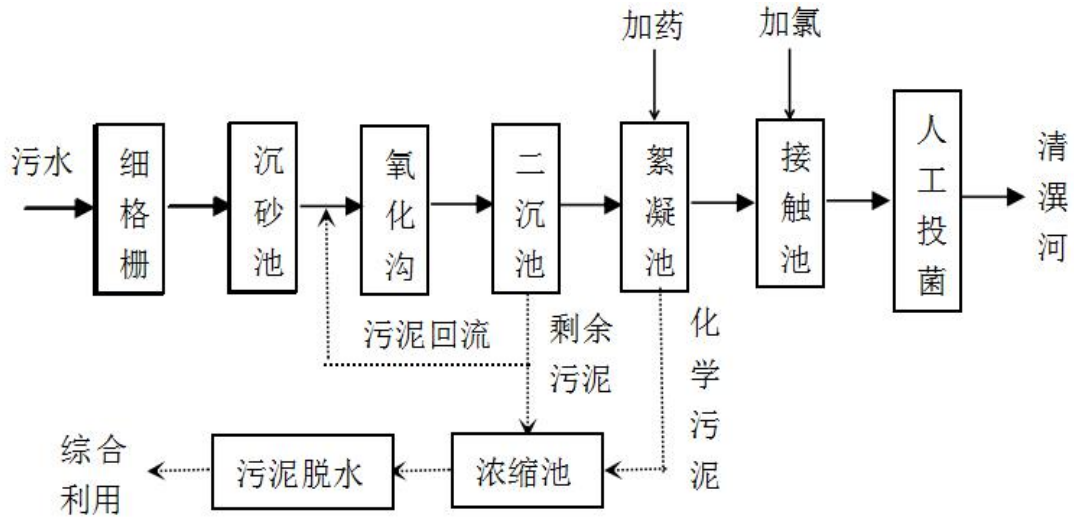 加药
加氯
污水
细格栅
沉砂池
氧化沟
二沉池
絮凝池
接触池
人工投菌
清潩河
污泥回流
剩余
污泥
化学污泥
综合
利用
污泥脱水
浓缩池